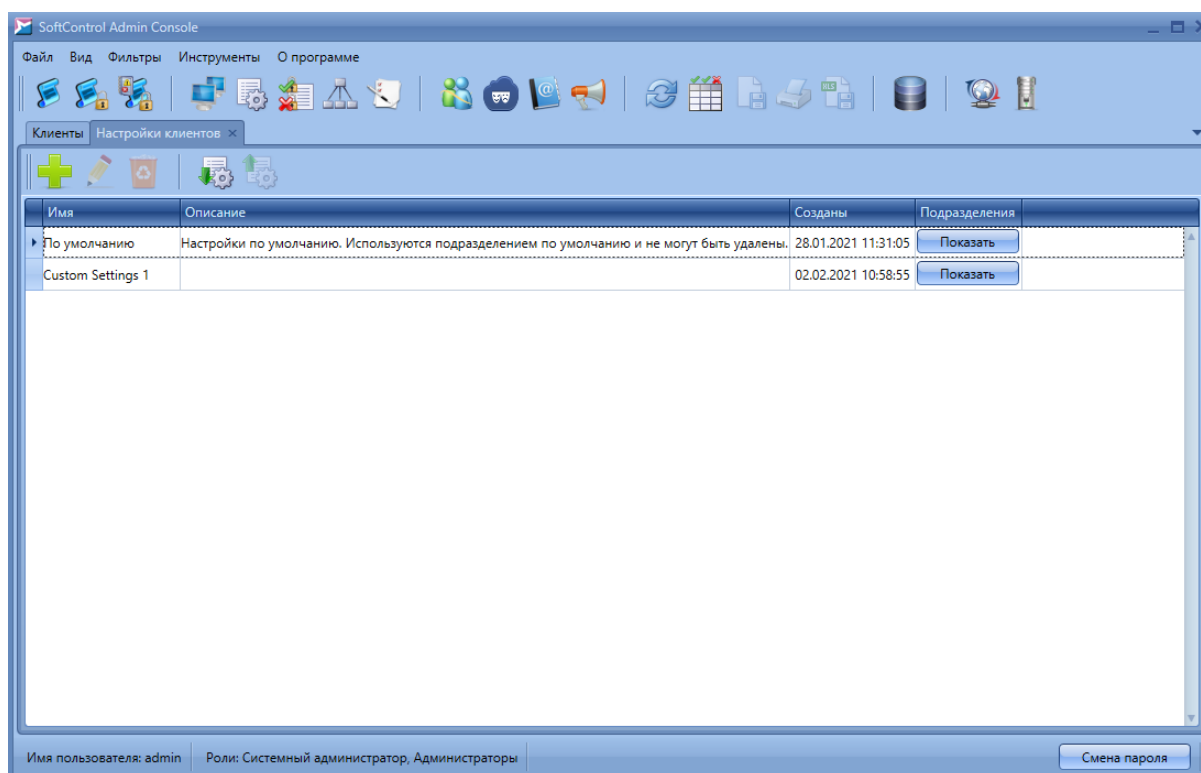 SoftControl Admin Console
Файл Вид Фильтры Инструменты О программе
Клиенты Настройки клиентов
Имя Описание Созданы Подразделения
По умолчанию Настройки по умолчанию. Используются подразделением по умолчанию и не могут быть удалены. 28.01.2021 11:31:05 Показать
Custom Settings 1 02.02.2021 10:58:55 Показать
Имя пользователя: admin Роли: Системный администратор, Администраторы Смена пароля